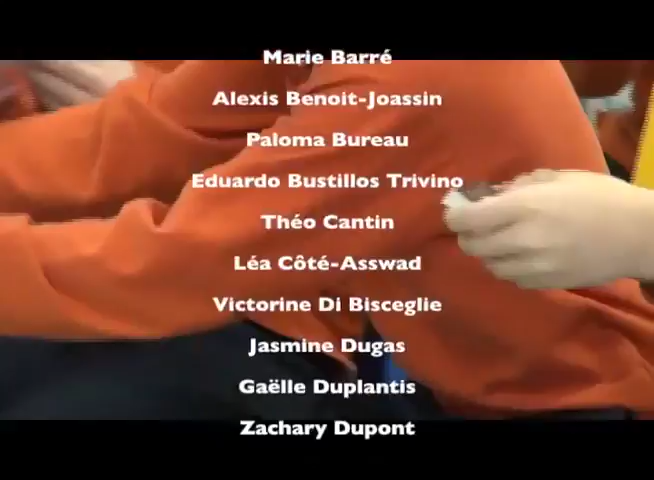 Marie Barré
Alexis Benoit-Joassin
Paloma Bureau
Eduardo Bustillos Trivino
Théo Cantin
Léa Côté-Asswad
Victorine Di Bisceglie
Jasmine Dugas
Gaëlle Duplantis
Zachary Dupont